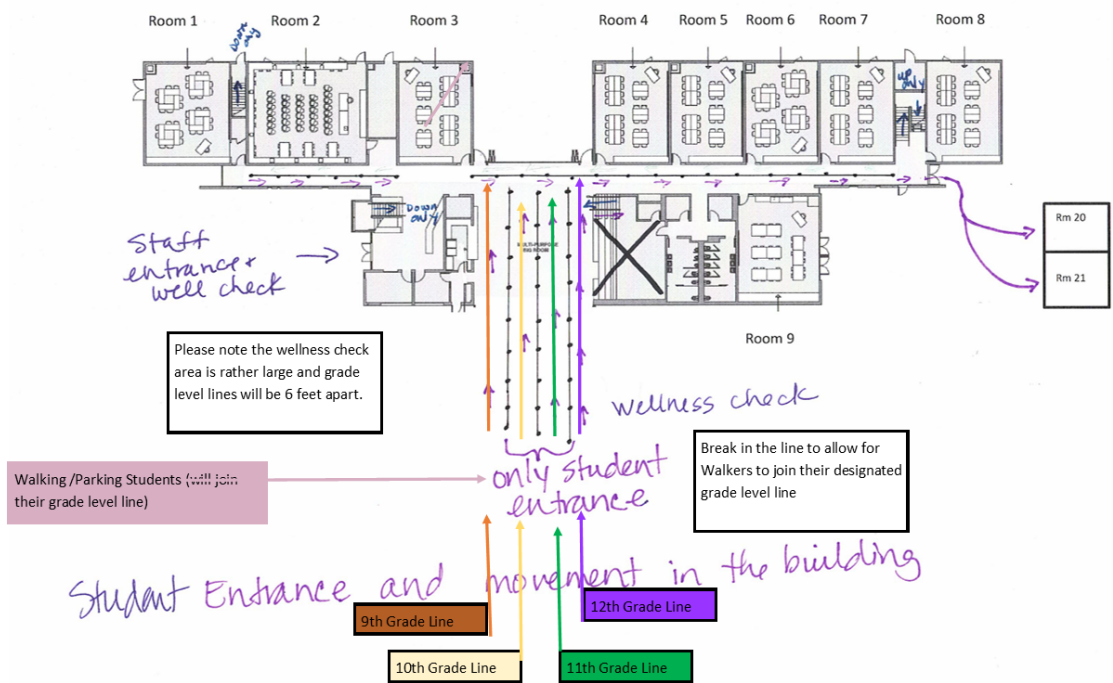 Room 1
Room 2
Room 3
Room 4
Room 5
Room 6
Room 7
Room 8
Down
only
up
only
Down
only
MULTI-PURPOSE
Rm 20
Rm 21
Staff
entrance +
well check
Room 9
Please note the wellness check
area is rather large and grade
level lines will be 6 feet apart.
wellness check
Break in the line to allow for
Walkers to join their designated
grade level line
Walking /Parking Students (will join
their grade level line)
only student
entrance
Student Entrance and movement in the building
9th Grade Line
12th Grade Line
10th Grade Line
11th Grade Line